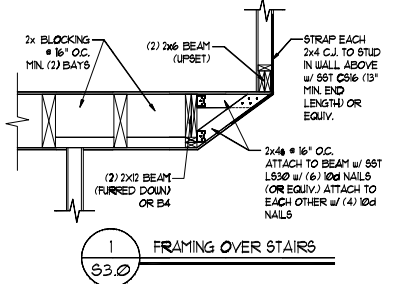 2x BLOCKING
@ 16" O.C.
MIN. (2) BAYS
(2) 2x6 BEAM
(UPSET)
STRAP EACH
2x4 C.J. TO STUD
IN WALL ABOVE
w/ SST CS16 (13"
MIN. END
LENGTH) OR
EQUIV.
(2) 2X12 BEAM
(FURRED DOWN)
OR B4
2x4s @ 16" O.C.
ATTACH TO BEAM w/ SST
LS30 w/ (6) 10d NAILS
(OR EQUIV.) ATTACH TO
EACH OTHER w/ (4) 10d
NAILS
1
S3.0
FRAMING OVER STAIRS